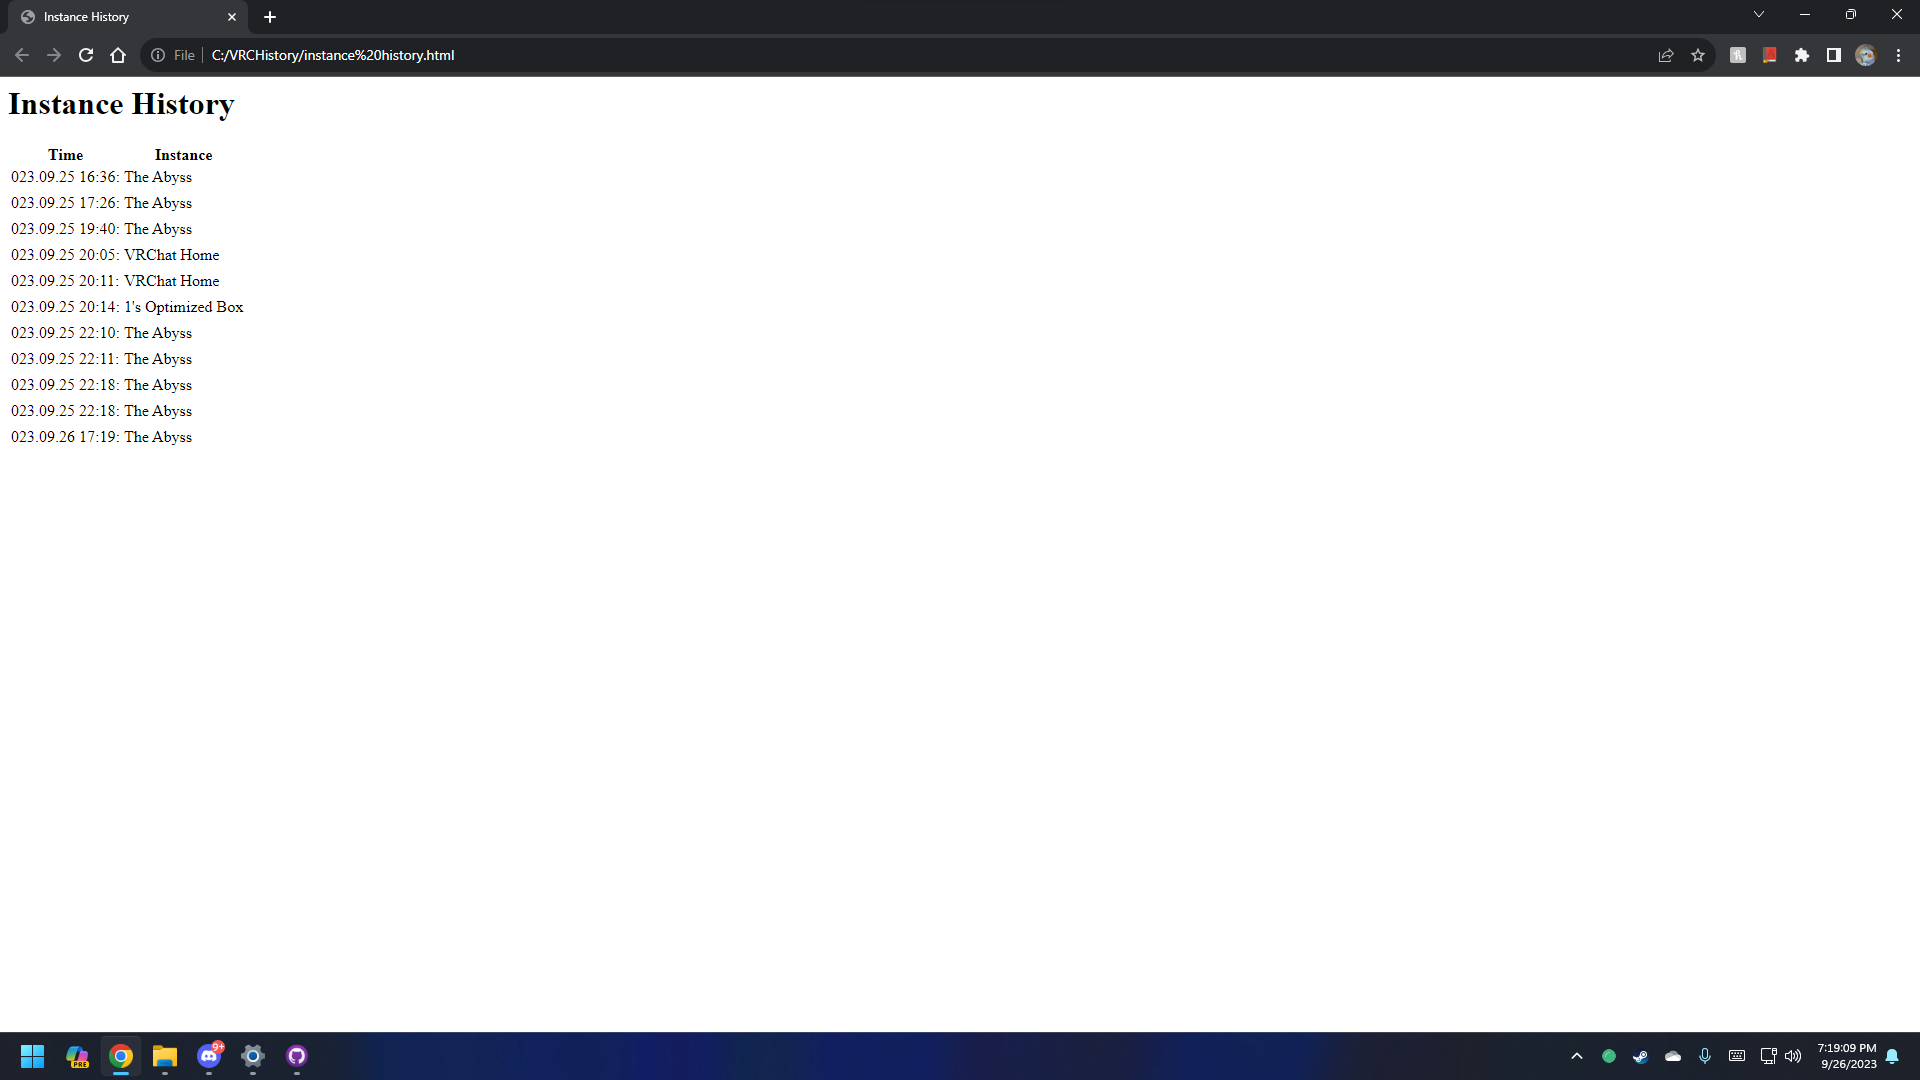 Instance History
File
C:/VRCHistory/instance%20history.html
Instance History
Time Instance
023.09.25 16:36: The Abyss
023.09.25 17:26: The Abyss
023.09.25 19:40: The Abyss
023.09.25 20:05: VRChat Home
023.09.25 20:11: VRChat Home
023.09.25 20:14: 1's Optimized Box
023.09.25 22:10: The Abyss
023.09.25 22:11: The Abyss
023.09.25 22:18: The Abyss
023.09.25 22:18: The Abyss
023.09.26 17:19: The Abyss
PRE
9+
7:19:09 PM
9/26/2023